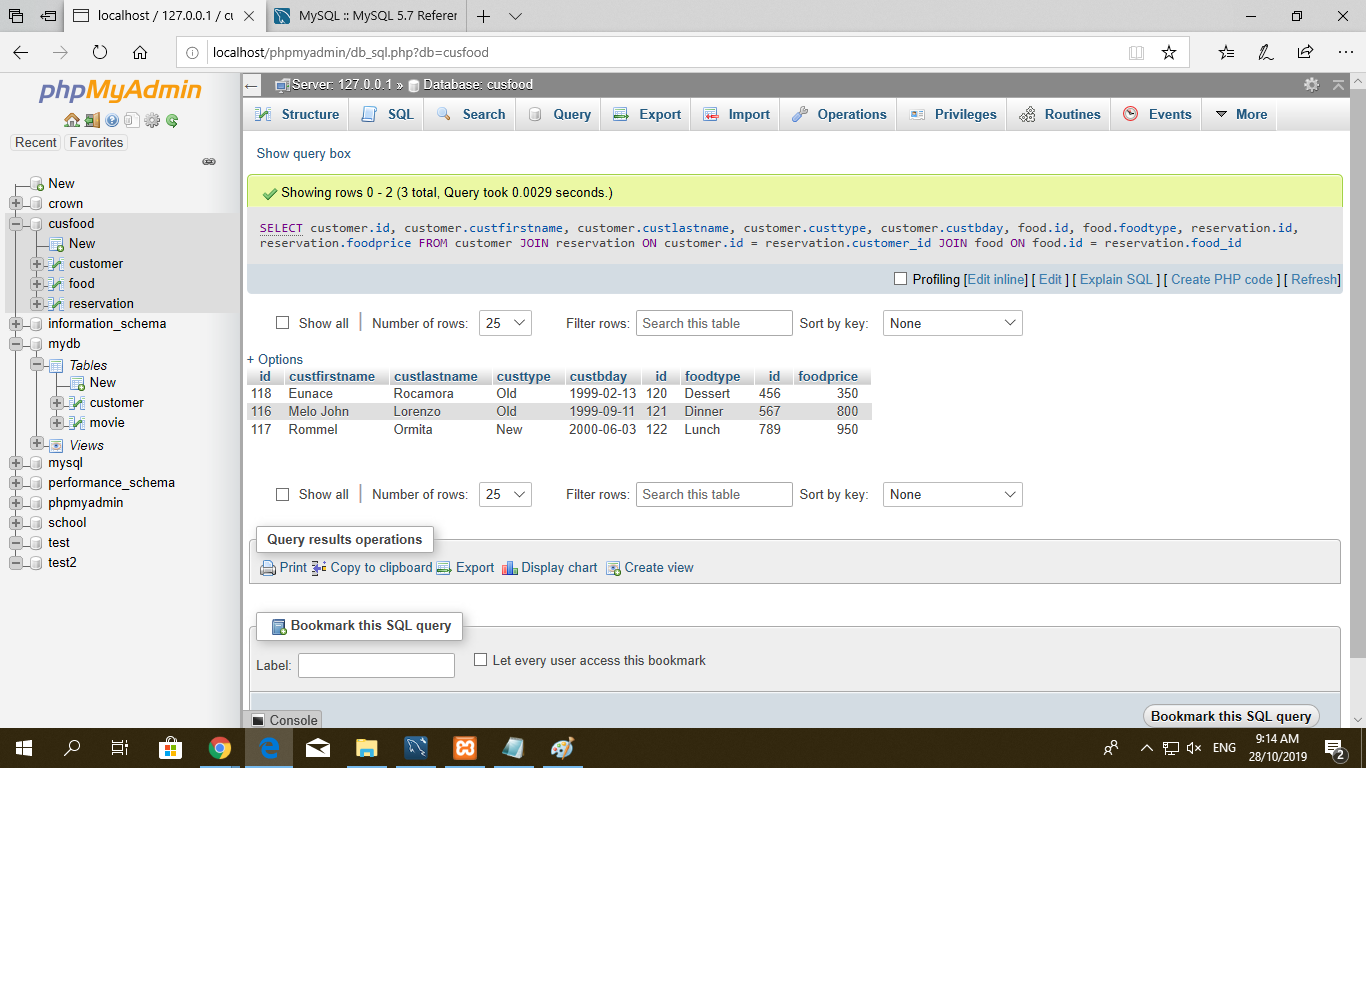 localhost / 127.0.0.1 / cu
MySQL :: MySQL 5.7 Referer
localhost/phpmyadmin/db_sql.php?db=cusfood
phpMyAdmin
Recent Favorites
New
crown
cusfood
New
customer
food
reservation
information_schema
mydb
Tables
New
customer
movie
Views
mysql
performance_schema
phpmyadmin
school
test
test2
Server: 127.0.0.1 » Database: cusfood
Structure SQL Search Query Export Import Operations Privileges Routines Events More
Show query box
Showing rows 0 - 2 (3 total, Query took 0.0029 seconds.)
SELECT customer.id, customer.custfirstname, customer.custlastname, customer.custtype, customer.custbday, food.id, food.foodtype, reservation.id,
reservation.foodprice FROM customer JOIN reservation ON customer.id = reservation.customer_id JOIN food ON food.id = reservation.food_id
Profiling [Edit inline] [ Edit ] [ Explain SQL ] [ Create PHP code ] [ Refresh]
Show all Number of rows: 25 Filter rows: Search this table Sort by key: None
+ Options
id custfirstname custlastname custtype custbday id foodtype id foodprice
118 Eunace Rocamora Old 1999-02-13 120 Dessert 456 350
116 Melo John Lorenzo Old 1999-09-11 121 Dinner 567 800
117 Rommel Ormita New 2000-06-03 122 Lunch 789 950
Show all Number of rows: 25 Filter rows: Search this table Sort by key: None
Query results operations
Print Copy to clipboard Export Display chart Create view
Bookmark this SQL query
Label: Let every user access this bookmark
Bookmark this SQL query
Console
ENG
9:14 AM
28/10/2019
2